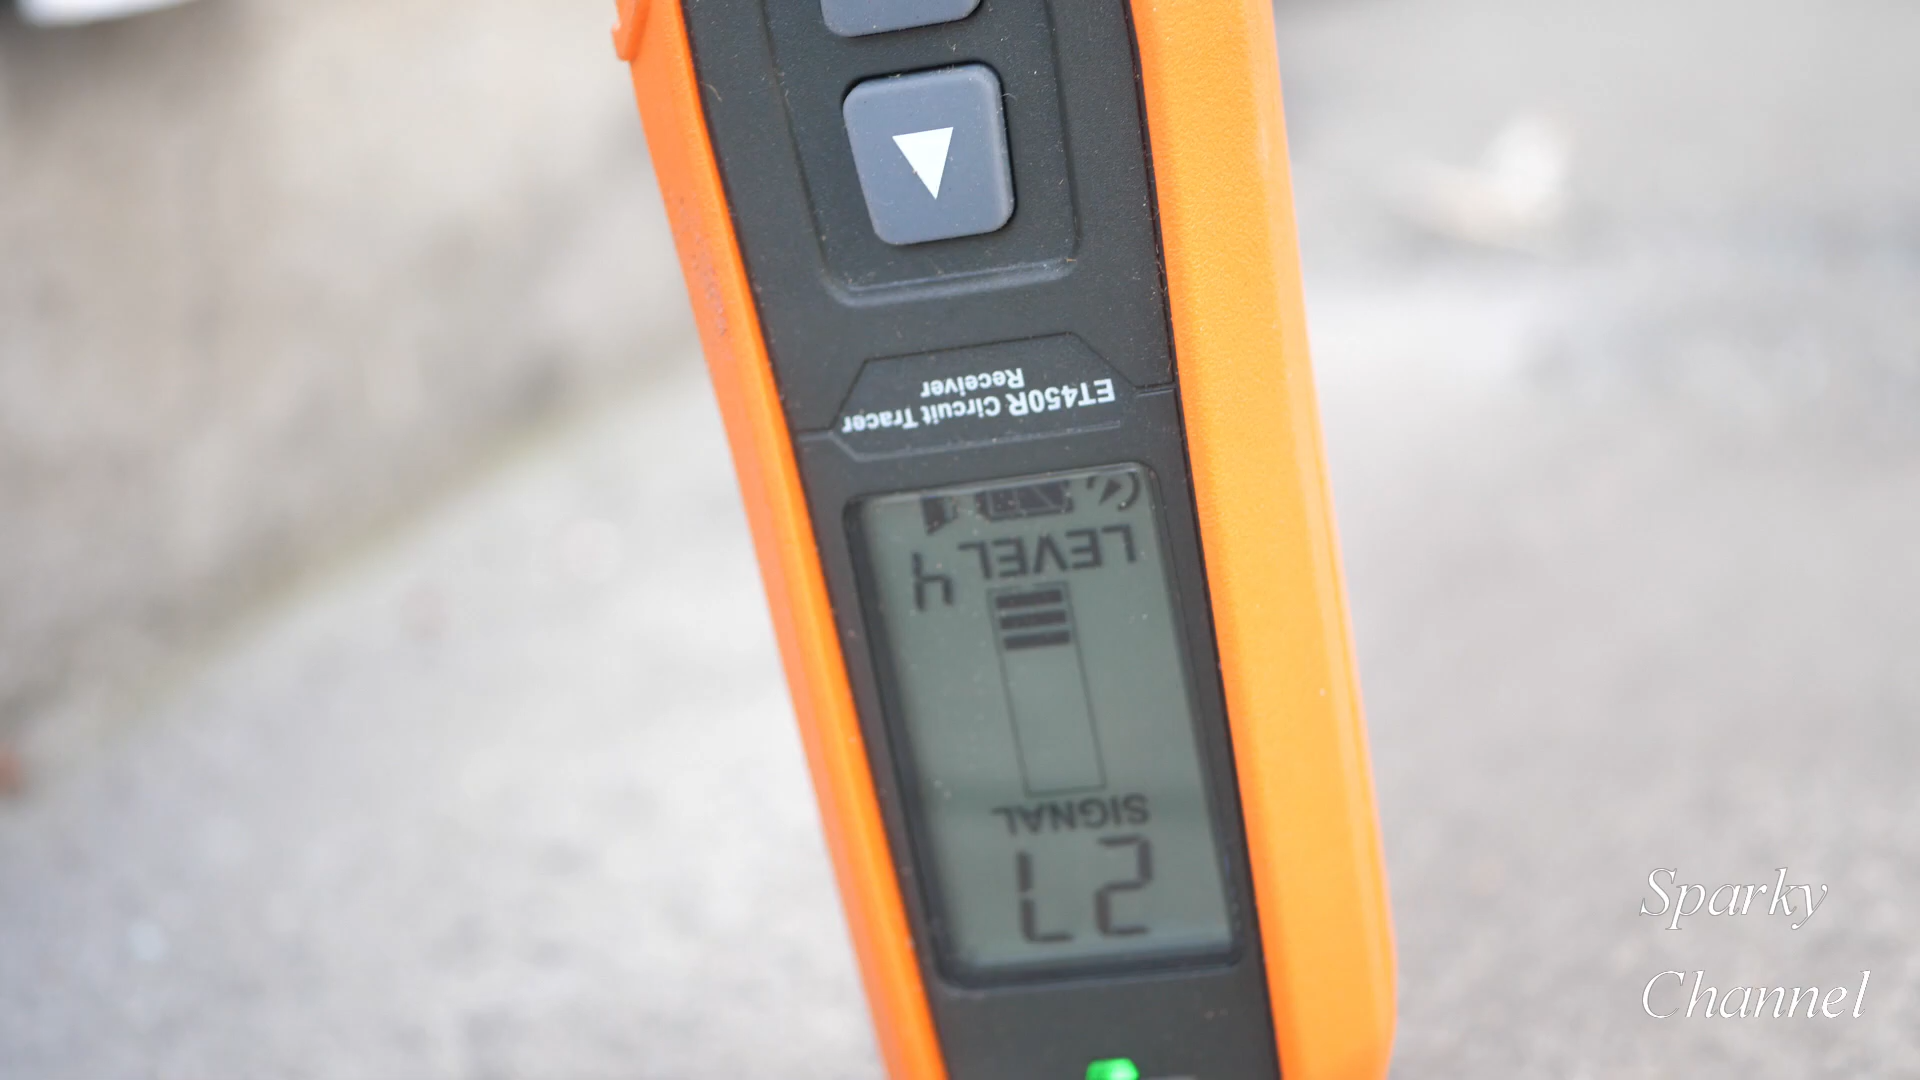 27
SIGNAL
LEVEL 4
ET450R Circuit Tracer
Receiver
Sparky
Channel